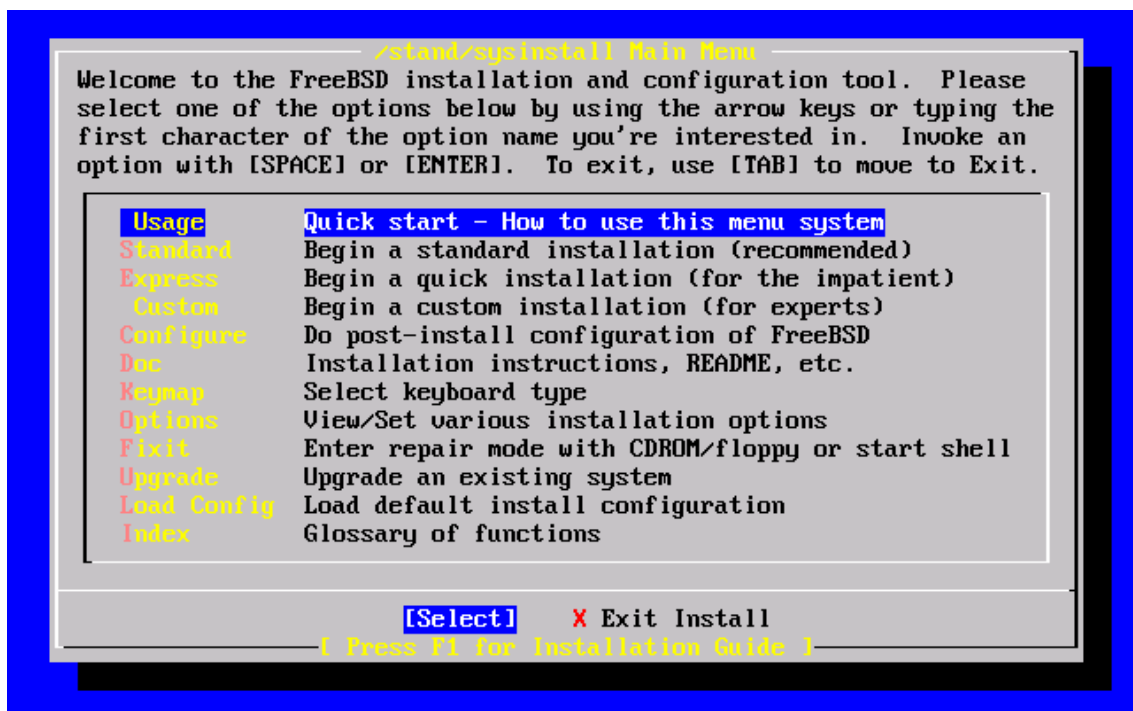 /stand/sysinstall Main Menu
Welcome to the FreeBSD installation and configuration tool.  Please
select one of the options below by using the arrow keys or typing the
first character of the option name you're interested in.  Invoke an
option with [SPACE] or [ENTER].  To exit, use [TAB] to move to Exit.
Usage Quick start - How to use this menu system
Standard Begin a standard installation (recommended)
Express Begin a quick installation (for the impatient)
Custom Begin a custom installation (for experts)
Configure Do post-install configuration of FreeBSD
Doc Installation instructions, README, etc.
Keymap Select keyboard type
Options View/Set various installation options
Fixit Enter repair mode with CDROM/floppy or start shell
Upgrade Upgrade an existing system
Load Config Load default install configuration
Index Glossary of functions
[Select] X Exit Install
[ Press F1 for Installation Guide ]